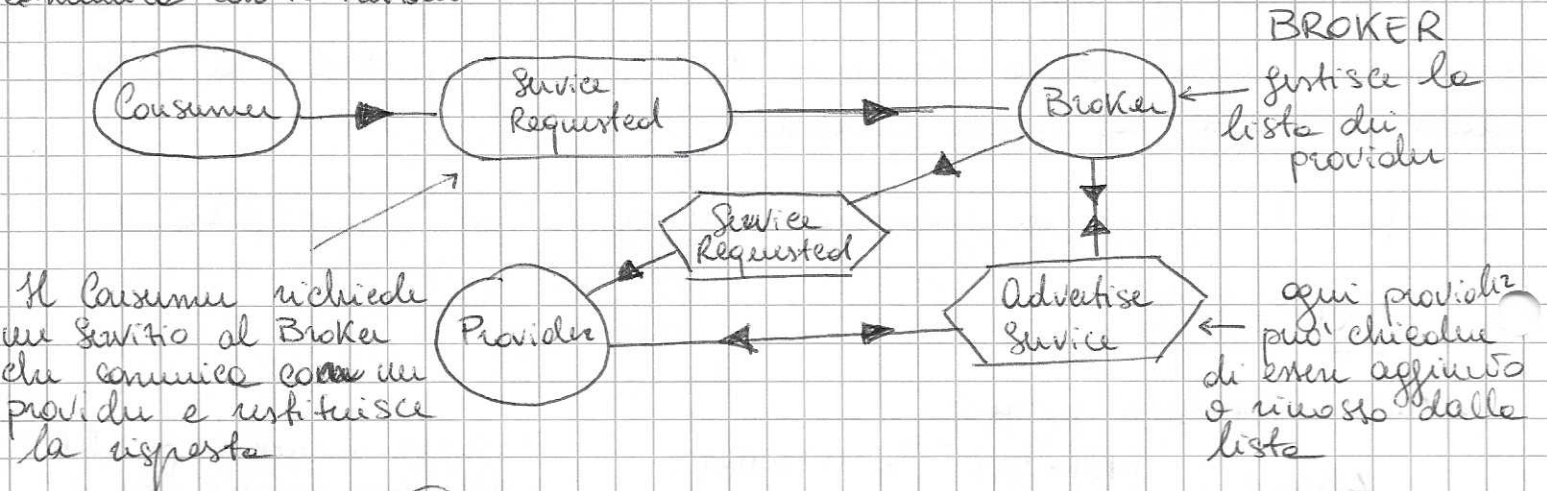 con il
BROKER
gestisce la
lista dei
provider
Consumer
Service
Requested
Broker
Service
Requested
Il Consumer richiede
un Servizio al Broker
che comunica con un
provider e restituisce
la risposta
Provider
Advertise
Service
ogni provider
può chiedere
di essere aggiunto
o rimosso dalla
lista